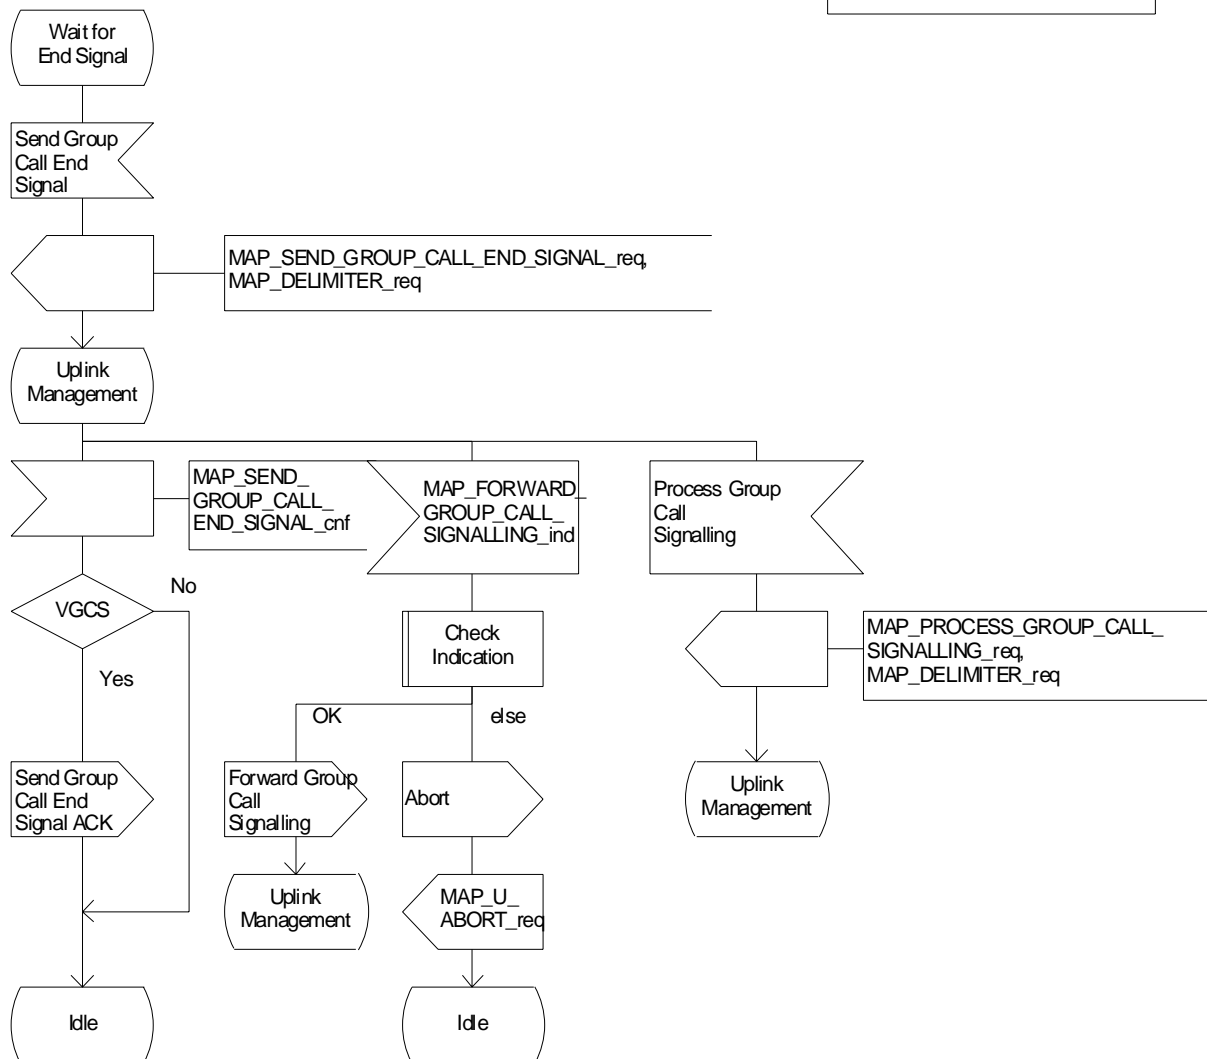 Wait for
End Signal
Send Group
Call End
Signal
MAP_SEND_GROUP_CALL_END_SIGNAL_req,
MAP_DELIMITER_req
Uplink
Management
MAP_SEND_
GROUP_CALL_
END_SIGNAL_cnf
MAP_FORWARD_
GROUP_CALL_
SIGNALLING_ind
Process Group
Call
Signalling
VGCS
No
Yes
Check
Indication
MAP_PROCESS_GROUP_CALL_
SIGNALLING_req,
MAP_DELIMITER_req
OK
else
Send Group
Call End
Signal ACK
Forward Group
Call
Signalling
Abort
Uplink
Management
Uplink
Management
MAP_U_
ABORT_req
Idle
Idle